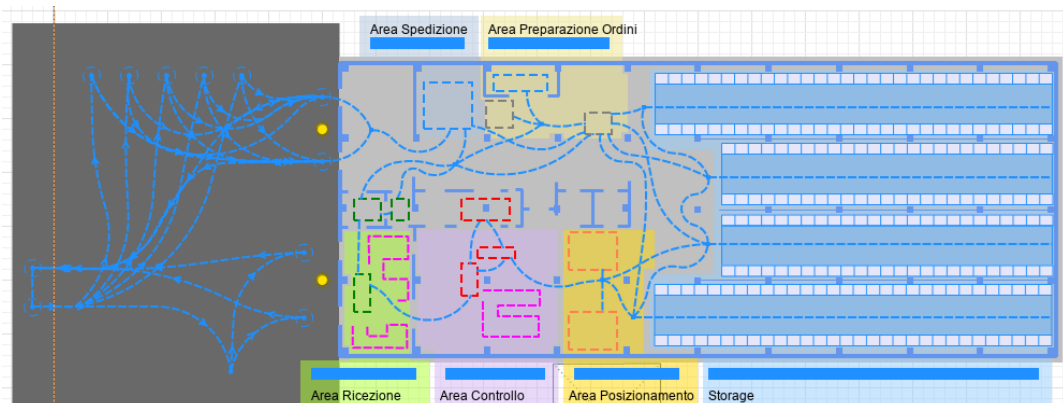 Area Spedizione
Area Preparazione Ordini
Area Ricezione
Area Controllo
Area Posizionamento
Storage